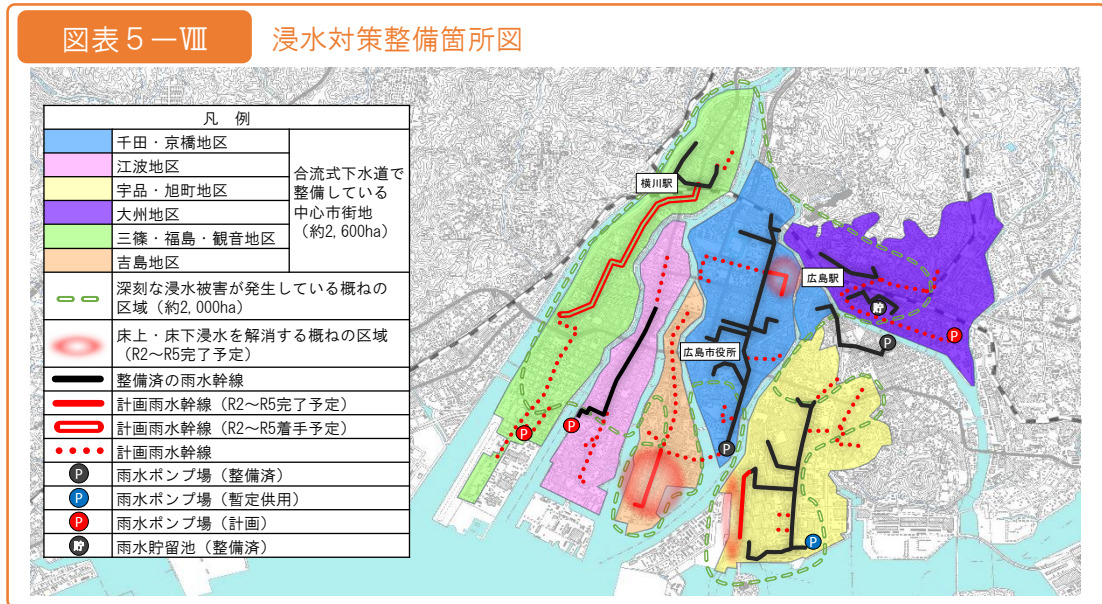 図表5-Ⅷ
浸水対策整備箇所図
凡 例
千田・京橋地区
江波地区
宇品・旭町地区
大州地区
三篠・福島・観音地区
吉島地区
合流式下水道で
整備している
中心市街地
(約2,600ha)
深刻な浸水被害が発生している概ねの
区域(約2,000ha)
床上・床下浸水を解消する概ねの区域
(R2~R5完了予定)
整備済の雨水幹線
計画雨水幹線(R2~R5完了予定)
計画雨水幹線(R2~R5着手予定)
計画雨水幹線
P
雨水ポンプ場(整備済)
P
雨水ポンプ場(暫定供用)
P
雨水ポンプ場(計画)
貯
雨水貯留池(整備済)
横川駅
広島駅
貯
P
P
広島市役所
P
P
P
P